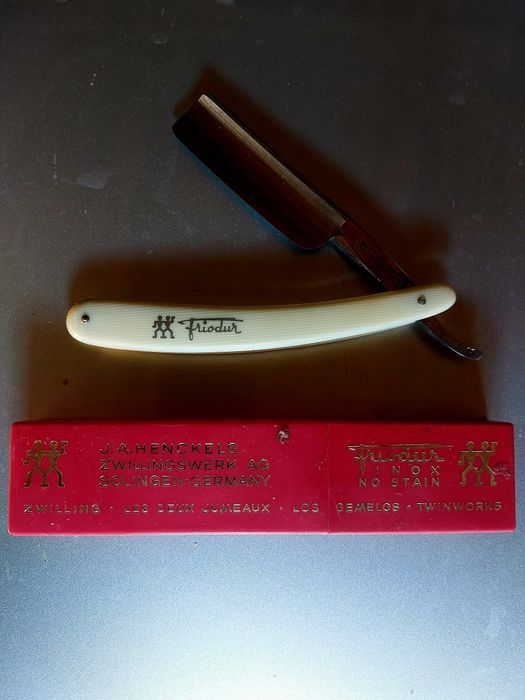 friodur
J.A.HENCKELS
ZWILLINGSWERK AG
SOLINGEN-GERMANY
friodur
INOX
NO STAIN
ZWILLING · LES DEUX JUMEAUX · LOS GEMELOS · TWINWORKS